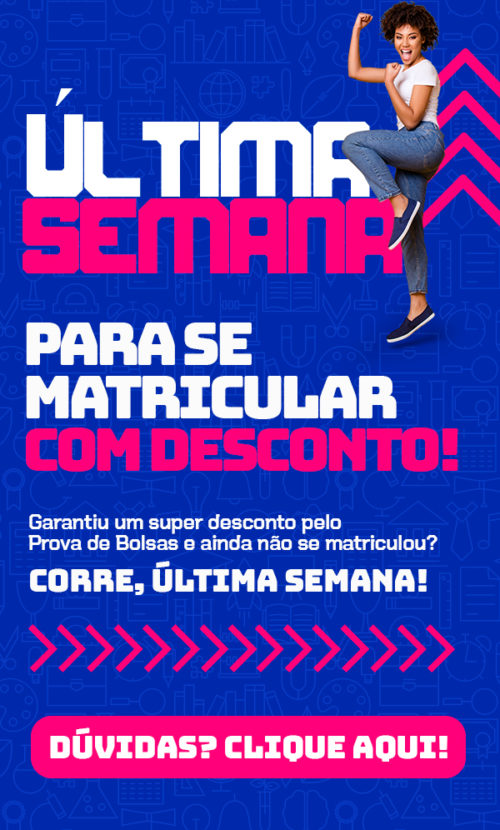 ÚLTIMA
SEMANA
PARA SE
MATRICULAR
COM DESCONTO!
Garantiu um super desconto pelo
Prova de Bolsas e ainda não se matriculou?
CORRE, ÚLTIMA SEMANA!
DÚVIDAS? CLIQUE AQUI!